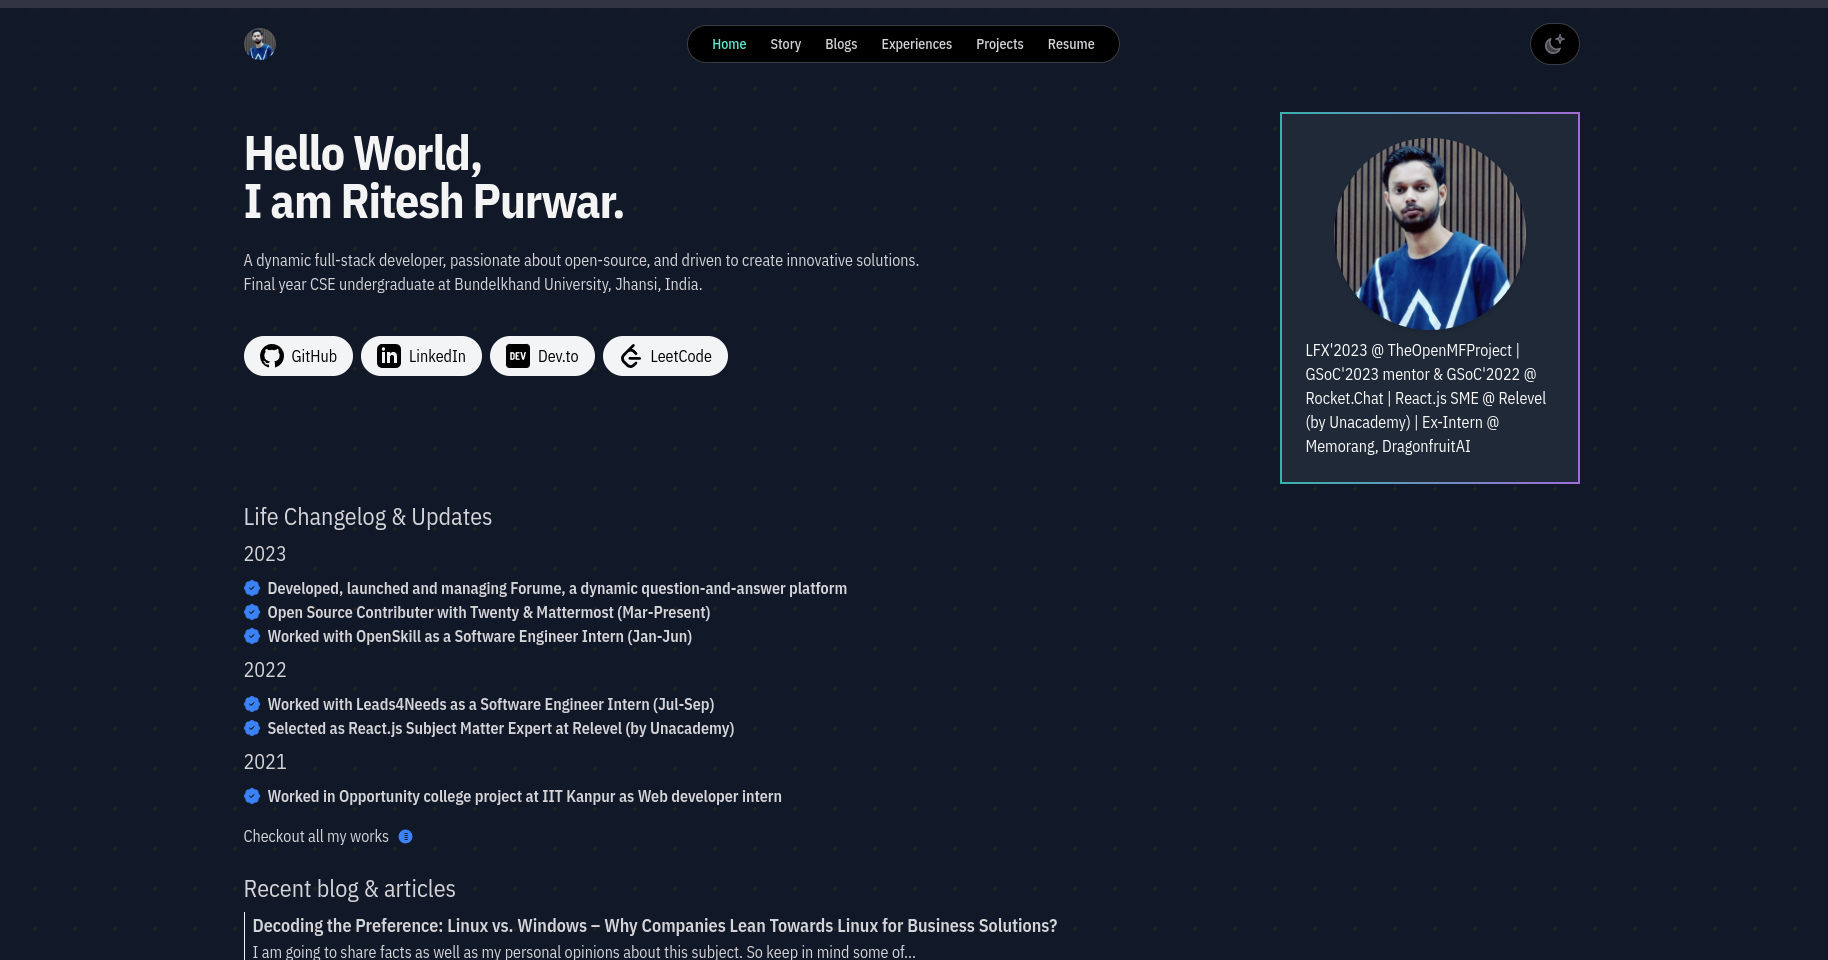 Home Story Blogs Experiences Projects Resume
Hello World,
I am Ritesh Purwar.
A dynamic full-stack developer, passionate about open-source, and driven to create innovative solutions.
Final year CSE undergraduate at Bundelkhand University, Jhansi, India.
GitHub LinkedIn DEV Dev.to LeetCode
LFX'2023 @ TheOpenMFProject |
GSoC'2023 mentor & GSoC'2022 @
Rocket.Chat | React.js SME @ Relevel
(by Unacademy) | Ex-Intern @
Memorang, DragonfruitAI
Life Changelog & Updates
2023
Developed, launched and managing Forume, a dynamic question-and-answer platform
Open Source Contributer with Twenty & Mattermost (Mar-Present)
Worked with OpenSkill as a Software Engineer Intern (Jan-Jun)
2022
Worked with Leads4Needs as a Software Engineer Intern (Jul-Sep)
Selected as React.js Subject Matter Expert at Relevel (by Unacademy)
2021
Worked in Opportunity college project at IIT Kanpur as Web developer intern
Checkout all my works
Recent blog & articles
Decoding the Preference: Linux vs. Windows – Why Companies Lean Towards Linux for Business Solutions?
I am going to share facts as well as my personal opinions about this subject. So keep in mind some of...